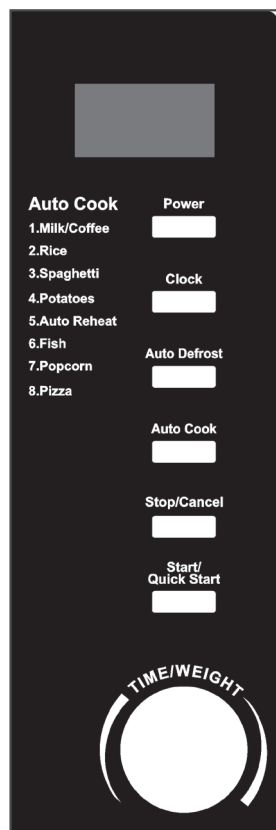 Auto Cook
1.Milk/Coffee
2.Rice
3.Spaghetti
4.Potatoes
5.Auto Reheat
6.Fish
7.Popcorn
8.Pizza
Power
Clock
Auto Defrost
Auto Cook
Stop/Cancel
Start/
Quick Start
TIME/WEIGHT